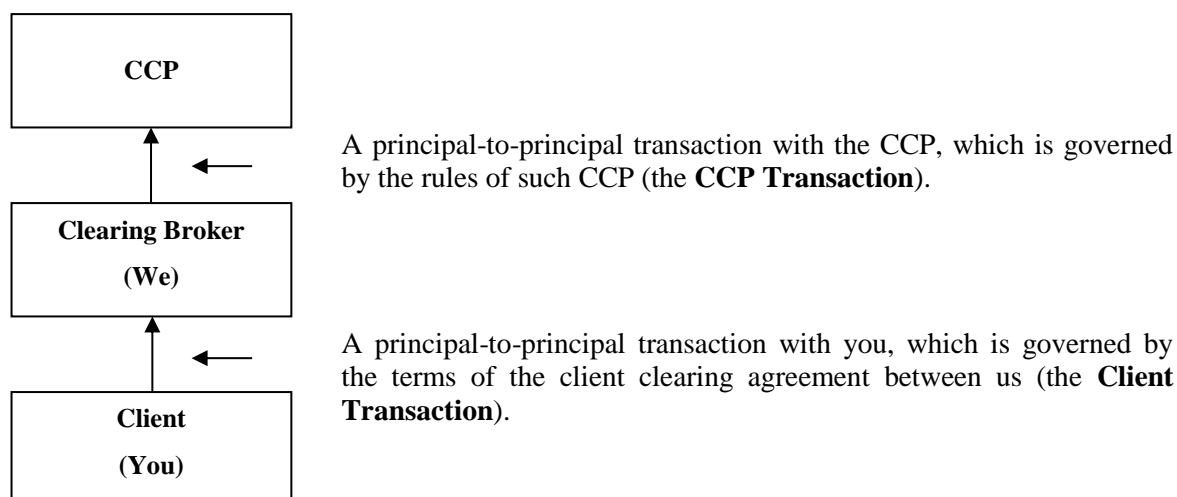 CCP
A principal-to-principal transaction with the CCP, which is governed
by the rules of such CCP (the CCP Transaction).
Clearing Broker
(We)
A principal-to-principal transaction with you, which is governed by
the terms of the client clearing agreement between us (the Client
Transaction).
Client
(You)